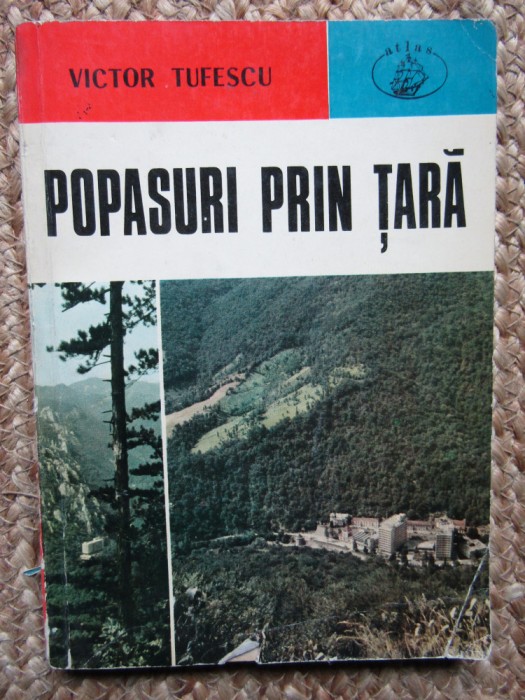 VICTOR TUFESCU
atlas
POPASURI PRIN ȚARĂ